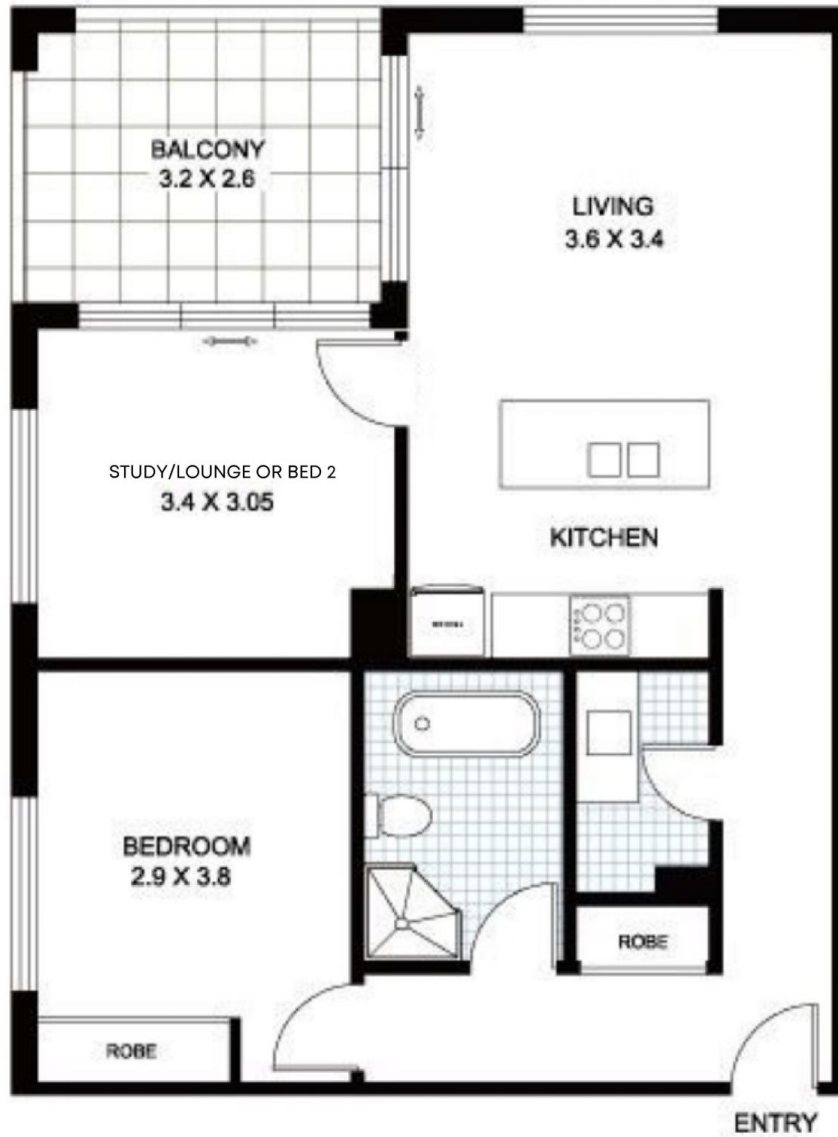 BALCONY
3.2 X 2.6
LIVING
3.6 X 3.4
STUDY/LOUNGE OR BED 2
3.4 X 3.05
KITCHEN
BEDROOM
2.9 X 3.8
ROBE
ROBE
ENTRY